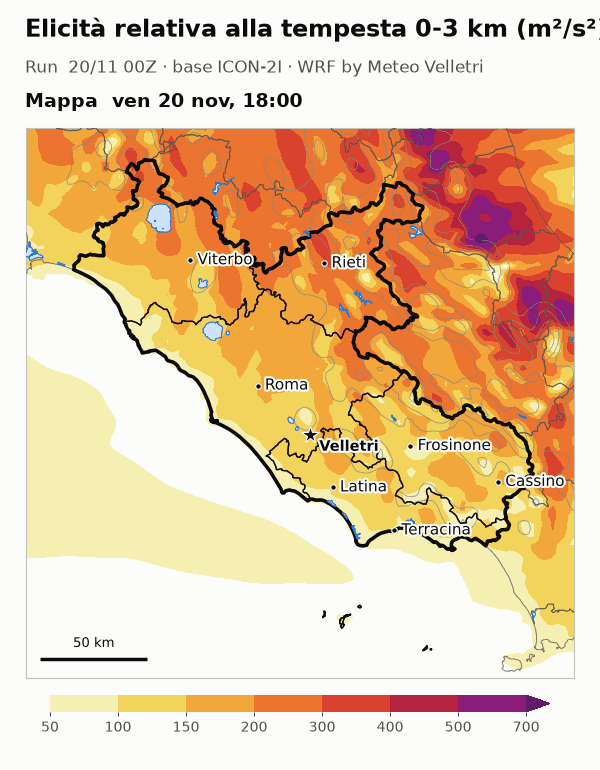 Elicità relativa alla tempesta 0-3 km (m²/s²)
Run  20/11 00Z · base ICON-2I · WRF by Meteo Velletri
Mappa  ven 20 nov, 18:00
Viterbo
Rieti
Roma
Velletri
Frosinone
Latina
Cassino
Terracina
50 km
50 100 150 200 300 400 500 700